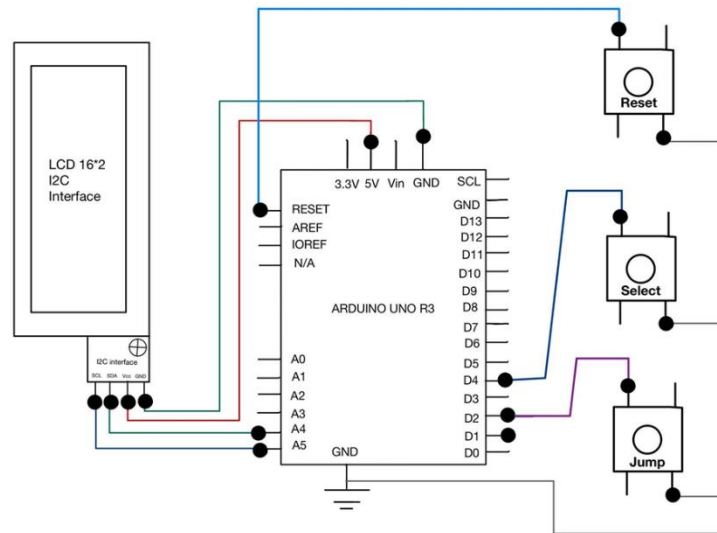 Reset
LCD 16*2
I2C
Interface
3.3V 5V Vin GND
SCL
RESET
GND
AREF
D13
IOREF
D12
N/A
D11
D10
Select
D9
ARDUINO UNO R3
D8
D7
D6
I2C interface
A0
D5
SCL SDA Vcc GND
A1
D4
A2
D3
A3
D2
A4
D1
A5
GND
D0
Jump